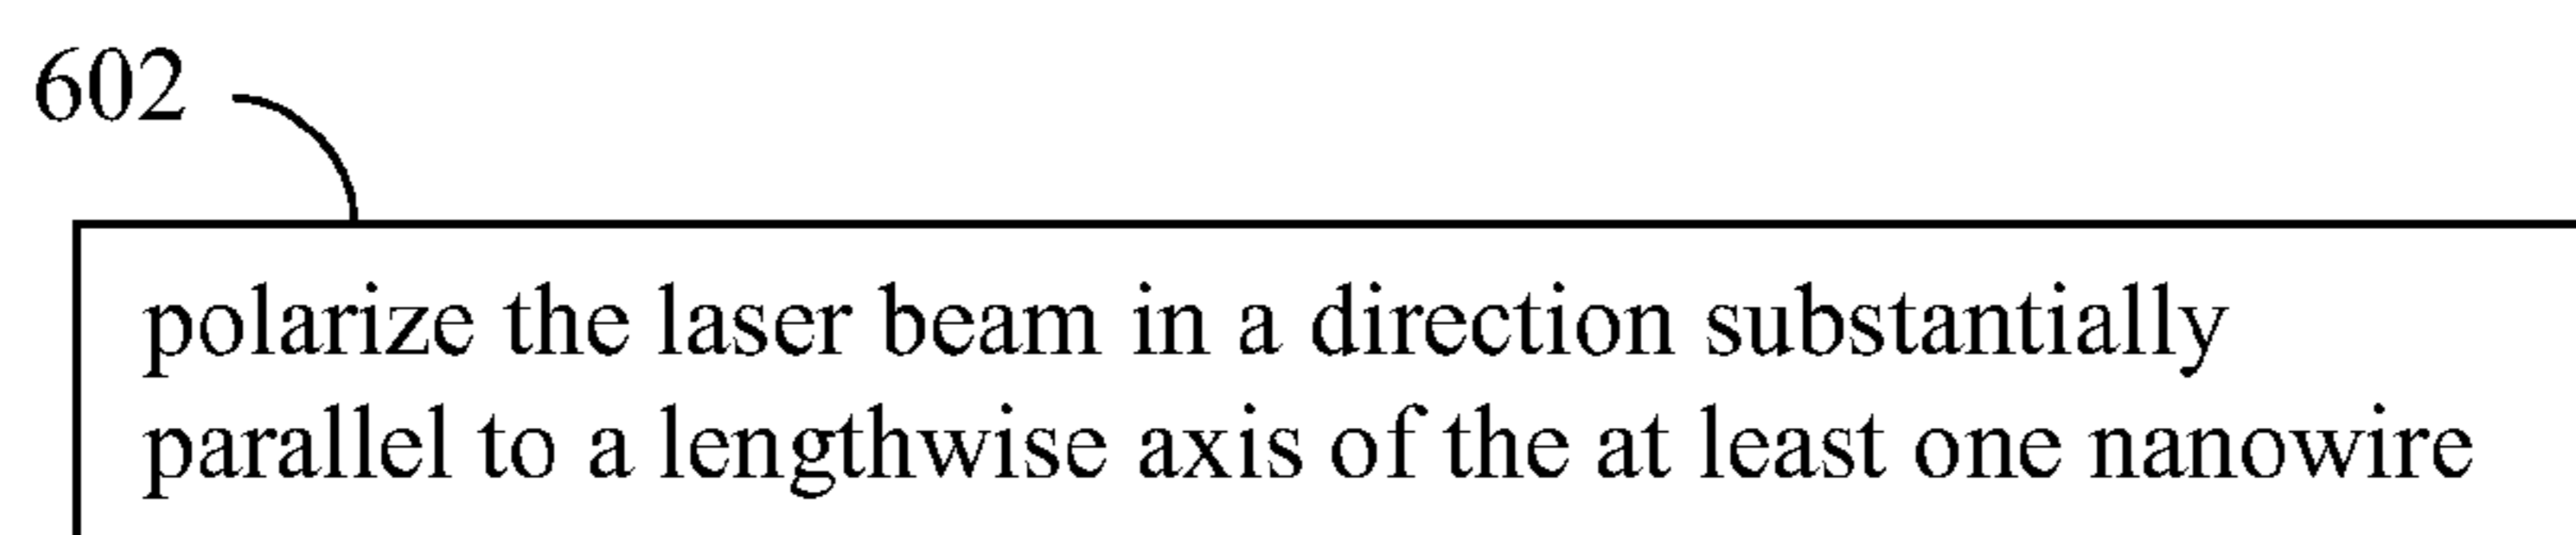 602
polarize the laser beam in a direction substantially
parallel to a lengthwise axis of the at least one nanowire